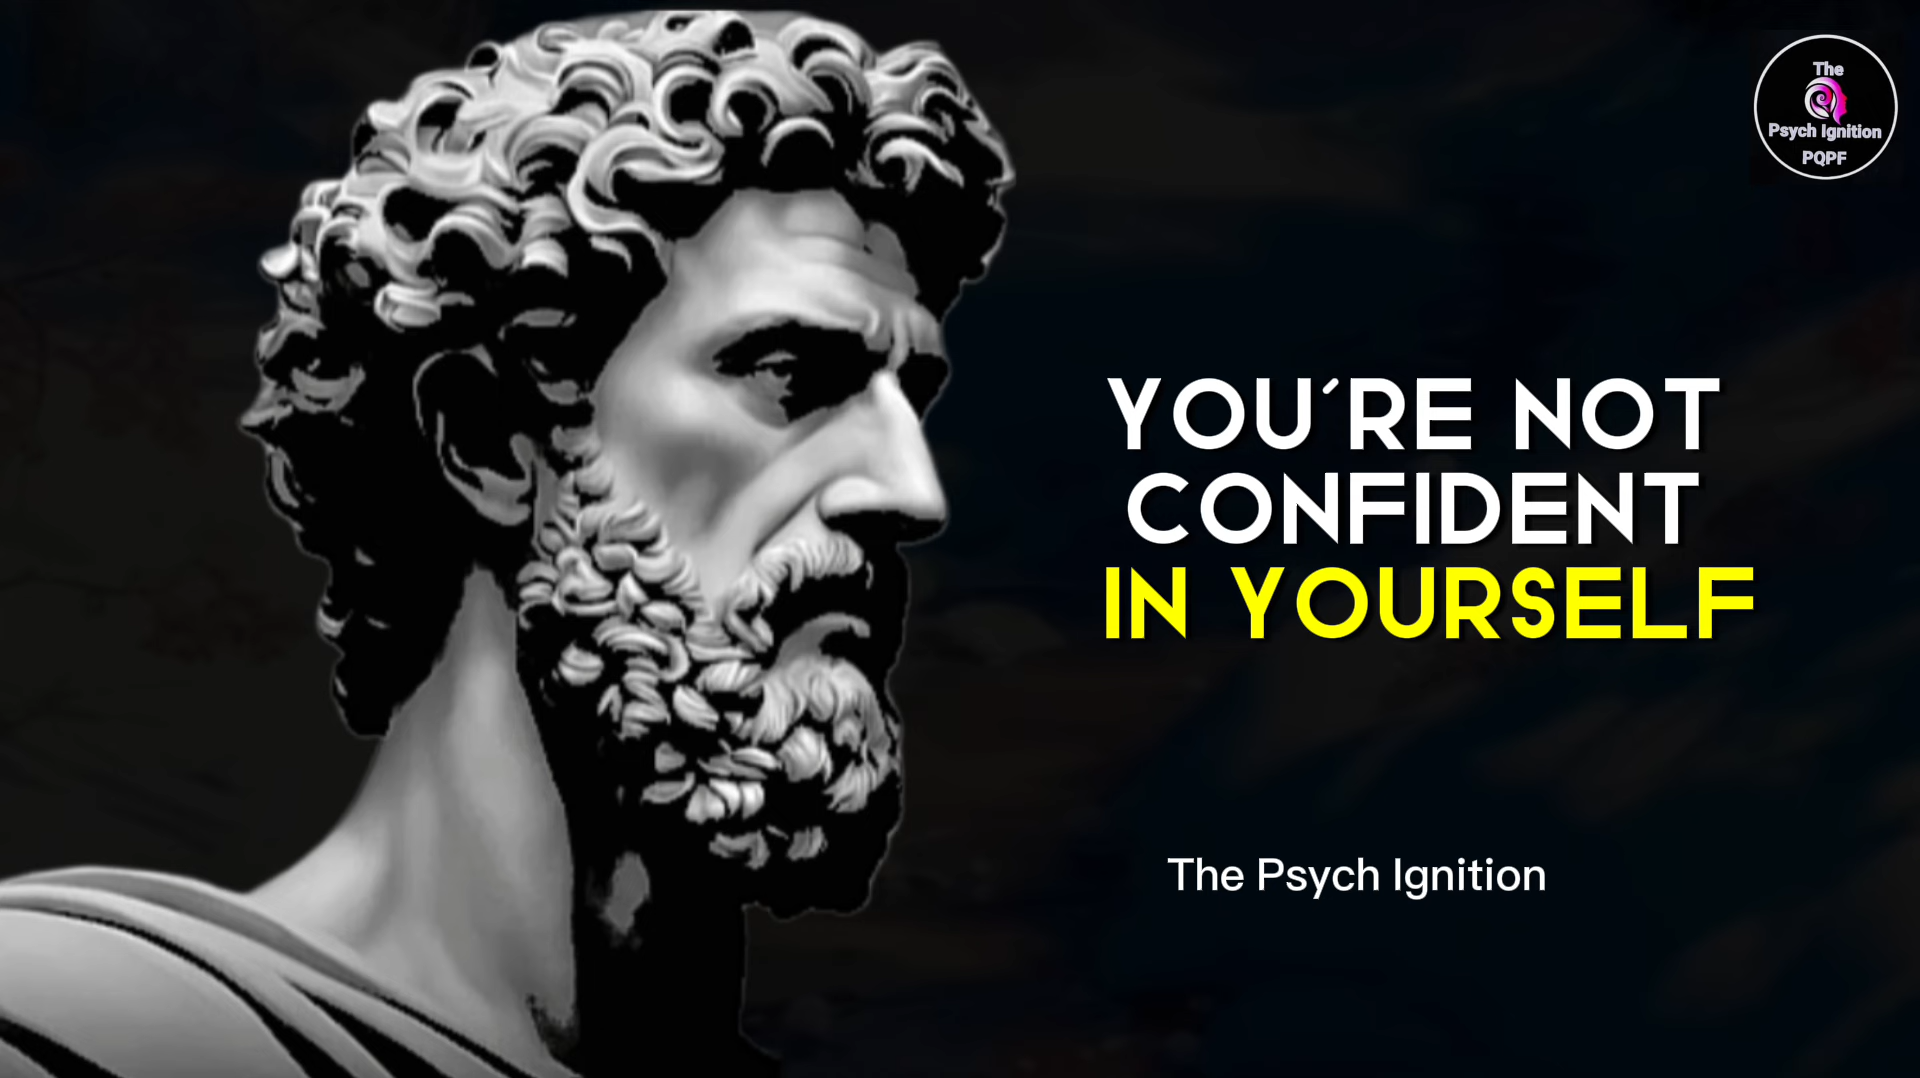 The
Psych Ignition
PQPF
YOU´RE NOT
CONFIDENT
IN YOURSELF
The Psych Ignition